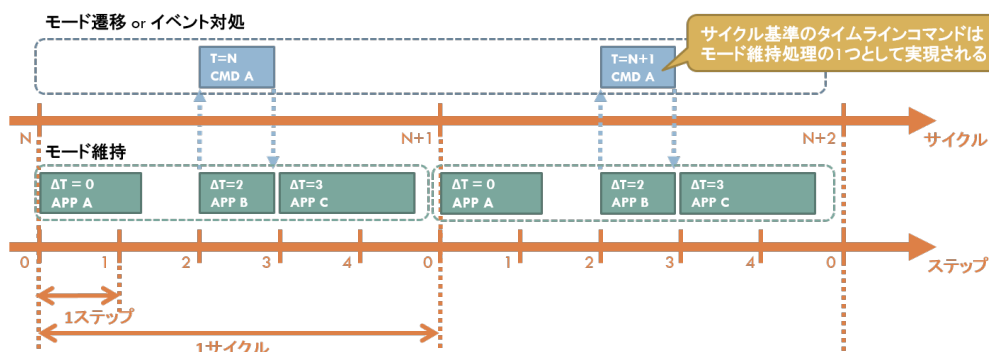 モード遷移 or イベント対処
サイクル基準のタイムラインコマンドは
モード維持処理の1つとして実現される
T=N
CMD A
T=N+1
CMD A
N
N+1
N+2
サイクル
モード維持
ΔT = 0
APP A
ΔT=2
APP B
ΔT=3
APP C
ΔT = 0
APP A
ΔT=2
APP B
ΔT=3
APP C
0
1
2
3
4
0
1
2
3
4
0
ステップ
1ステップ
1サイクル